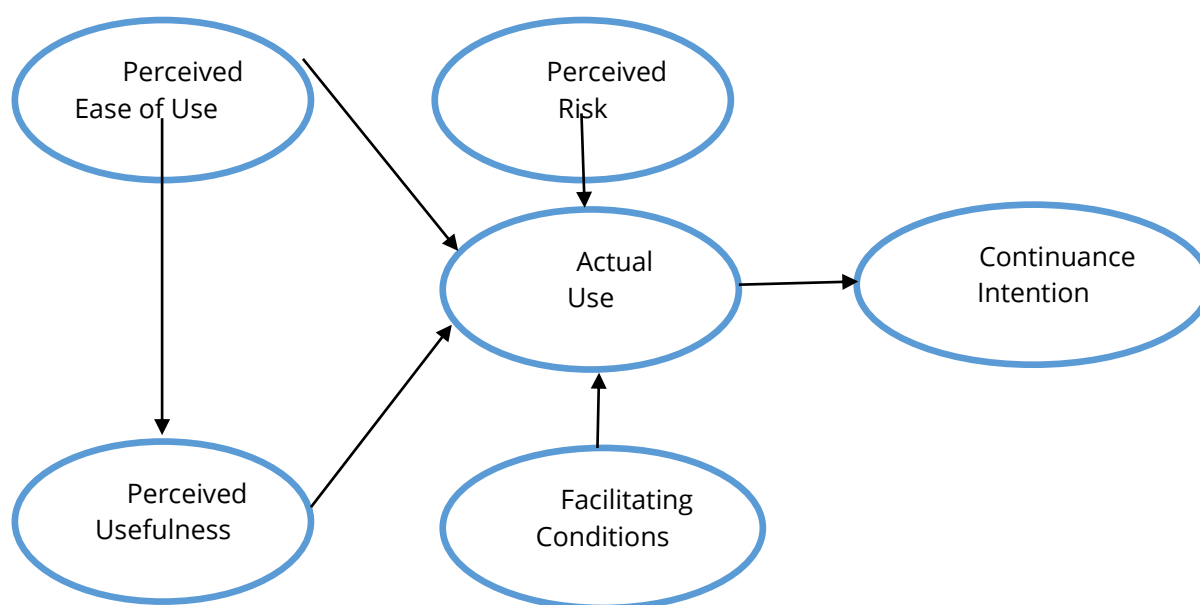 Perceived
Ease of Use
Perceived
Risk
Actual
Use
Continuance
Intention
Perceived
Usefulness
Facilitating
Conditions